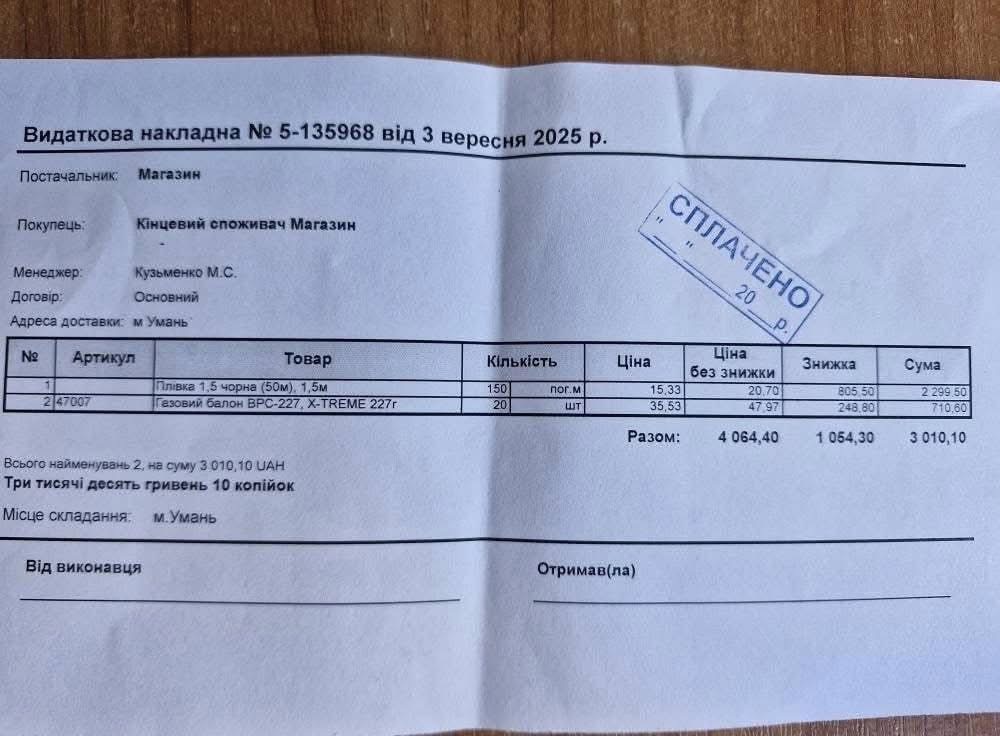 Видаткова накладна № 5-135968 від 3 вересня 2025 р.
Постачальник: Магазин
Покупець: Кінцевий споживач Магазин
-
Менеджер: Кузьменко М.С.
Договір: Основний
Адреса доставки: м Умань
СПЛАЧЕНО
"___"______ 20__р.
№ Артикул Товар Кількість Ціна Ціна без знижки Знижка Сума
1 Плівка 1,5 чорна (50м), 1,5м 150 пог.м 15,33 20,70 805,50 2 299,50
2 47007 Газовий балон ВРС-227, X-TREME 227г 20 шт 35,53 47,97 248,80 710,60
Разом: 4 064,40 1 054,30 3 010,10
Всього найменувань 2, на суму 3 010,10 UAH
Три тисячі десять гривень 10 копійок
Місце складання: м.Умань
Від виконавця Отримав(ла)